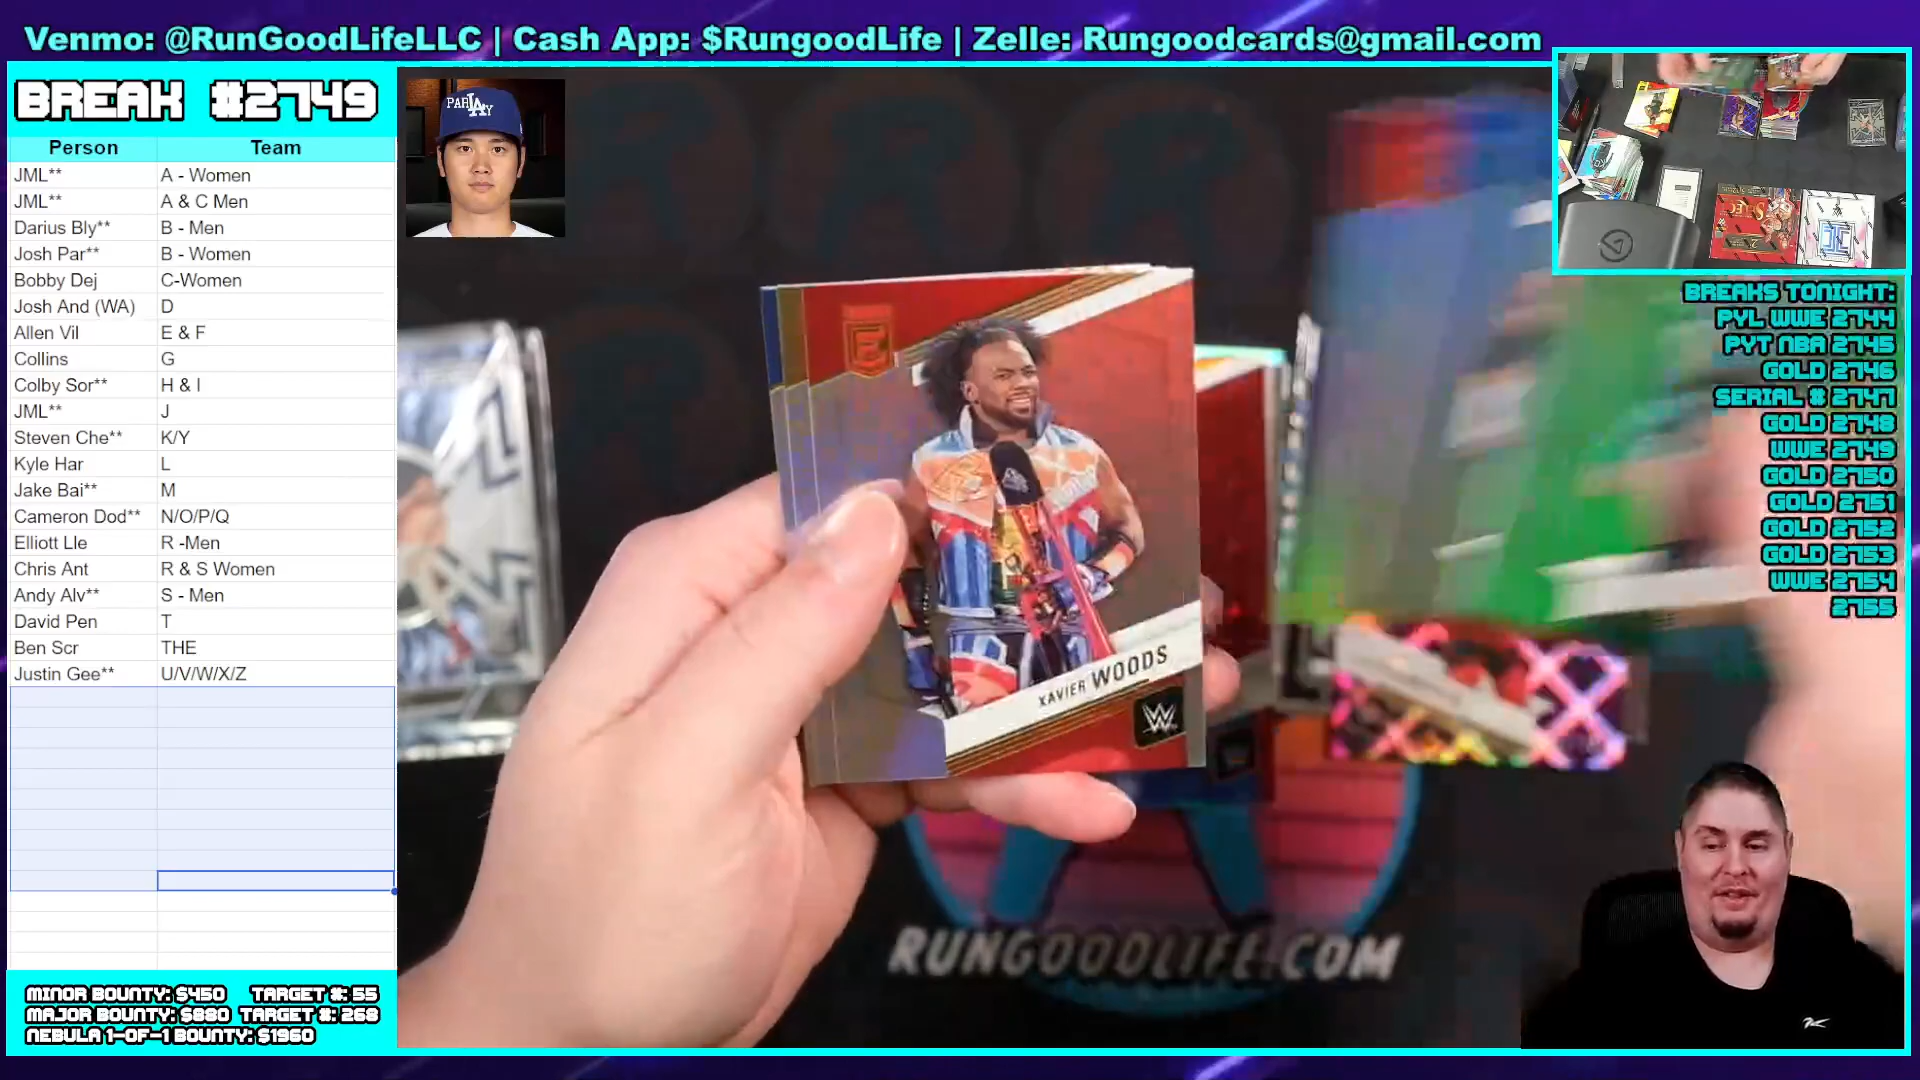 Venmo: @RunGoodLifeLLC | Cash App: $RungoodLife | Zelle: Rungoodcards@gmail.com
BREAK #2749
Person Team
JML** A - Women
JML** A & C Men
Darius Bly** B - Men
Josh Par** B - Women
Bobby Dej C-Women
Josh And (WA) D
Allen Vil E & F
Collins G
Colby Sor** H & I
JML** J
Steven Che** K/Y
Kyle Har L
Jake Bai** M
Cameron Dod** N/O/P/Q
Elliott Lle R -Men
Chris Ant R & S Women
Andy Alv** S - Men
David Pen T
Ben Scr THE
Justin Gee** U/V/W/X/Z
MINOR BOUNTY: $450 TARGET #: 55
MAJOR BOUNTY: $880 TARGET #: 268
NEBULA 1-OF-1 BOUNTY: $1960
PARLAY
E
XAVIER WOODS
W
RUNGOODLIFE.COM
BREAKS TONIGHT:
PYL WWE 2744
PYT NBA 2745
GOLD 2746
SERIAL # 2747
GOLD 2748
WWE 2749
GOLD 2750
GOLD 2751
GOLD 2752
GOLD 2753
WWE 2754
2755